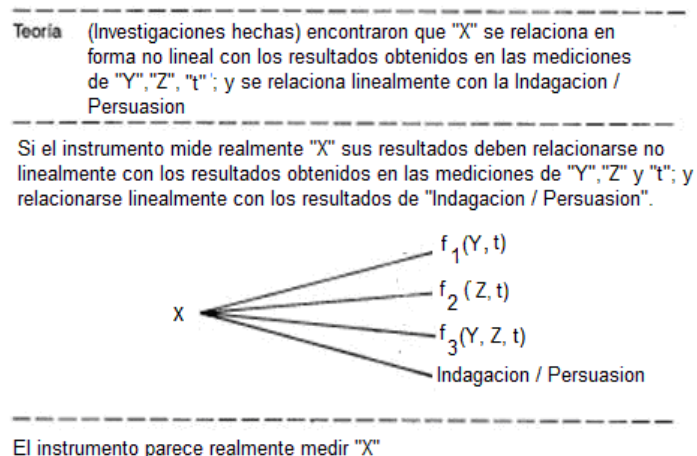 Teoría (Investigaciones hechas) encontraron que "X" se relaciona en
forma no lineal con los resultados obtenidos en las mediciones
de "Y","Z", "t" ; y se relaciona linealmente con la Indagacion /
Persuasion
Si el instrumento mide realmente "X" sus resultados deben relacionarse no
linealmente con los resultados obtenidos en las mediciones de "Y","Z" y "t"; y
relacionarse linealmente con los resultados de "Indagacion / Persuasion".
f1(Y, t)
f2 ( Z, t)
X
f3(Y, Z, t)
Indagacion / Persuasion
El instrumento parece realmente medir "X"